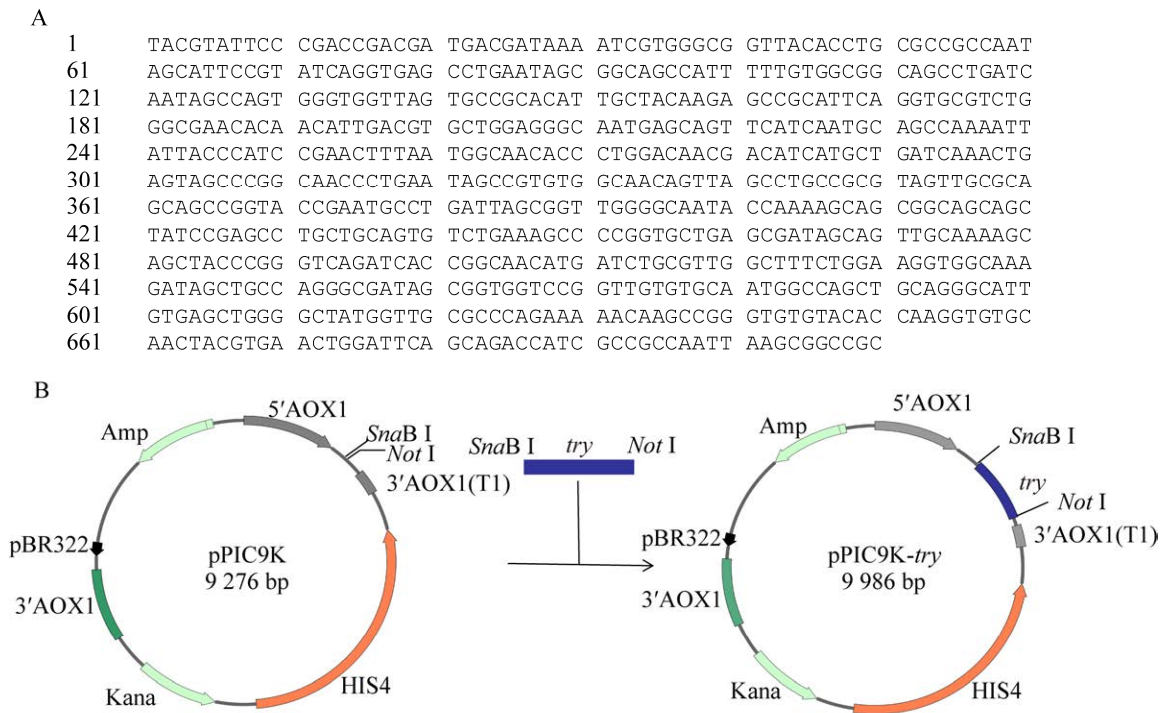 A
1 TACGTATTCC CGACCGACGA TGACGATAAA ATCGTGGGCG GTTACACCTG CGCCGCCAAT
61 AGCATTCCGT ATCAGGTGAG CCTGAATAGC GGCAGCCATT TTTGTGGCGG CAGCCTGATC
121 AATAGCCAGT GGGTGGTTAG TGCCGCACAT TGCTACAAGA GCCGCATTCA GGTGCGTCTG
181 GGCGAACACA ACATTGACGT GCTGGAGGGC AATGAGCAGT TCATCAATGC AGCCAAAATT
241 ATTACCCATC CGAACTTTAA TGGCAACACC CTGGACAACG ACATCATGCT GATCAAACTG
301 AGTAGCCCGG CAACCCTGAA TAGCCGTGTG GCAACAGTTA GCCTGCCGCG TAGTTGCGCA
361 GCAGCCGGTA CCGAATGCCT GATTAGCGGT TGGGGCAATA CCAAAAGCAG CGGCAGCAGC
421 TATCCGAGCC TGCTGCAGTG TCTGAAAGCC CCGGTGCTGA GCGATAGCAG TTGCAAAAGC
481 AGCTACCCGG GTCAGATCAC CGGCAACATG ATCTGCGTTG GCTTTCTGGA AGGTGGCAAA
541 GATAGCTGCC AGGGCGATAG CGGTGGTCCG GTTGTGTGCA ATGGCCAGCT GCAGGGCATT
601 GTGAGCTGGG GCTATGGTTG CGCCCAGAAA AACAAGCCGG GTGTGTACAC CAAGGTGTGC
661 AACTACGTGA ACTGGATTCA GCAGACCATC GCCGCCAATT AAGCGGCCGC
B
5'AOX1
Amp
SnaB I
Not I
3'AOX1(T1)
pBR322
pPIC9K
9 276 bp
3'AOX1
Kana
HIS4
SnaB I try Not I
5'AOX1
Amp
SnaB I
try
Not I
3'AOX1(T1)
pBR322
pPIC9K-try
9 986 bp
3'AOX1
Kana
HIS4